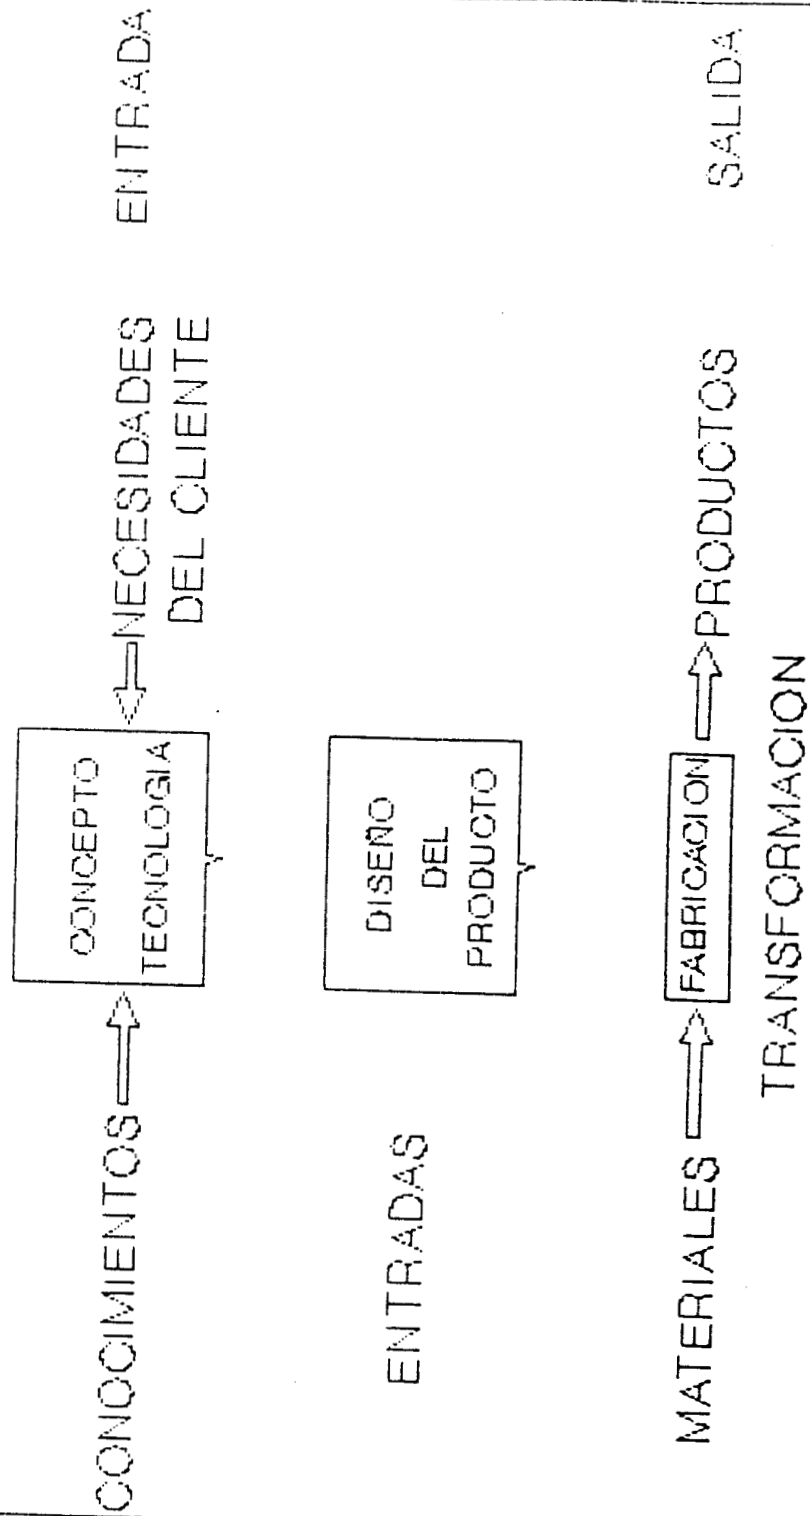 CONCEPTO
TECNOLOGIA
CONOCIMIENTOS
NECESIDADES
DEL CLIENTE
ENTRADA
DISEÑO
DEL
PRODUCTO
ENTRADAS
MATERIALES
FABRICACION
PRODUCTOS
SALIDA
TRANSFORMACION